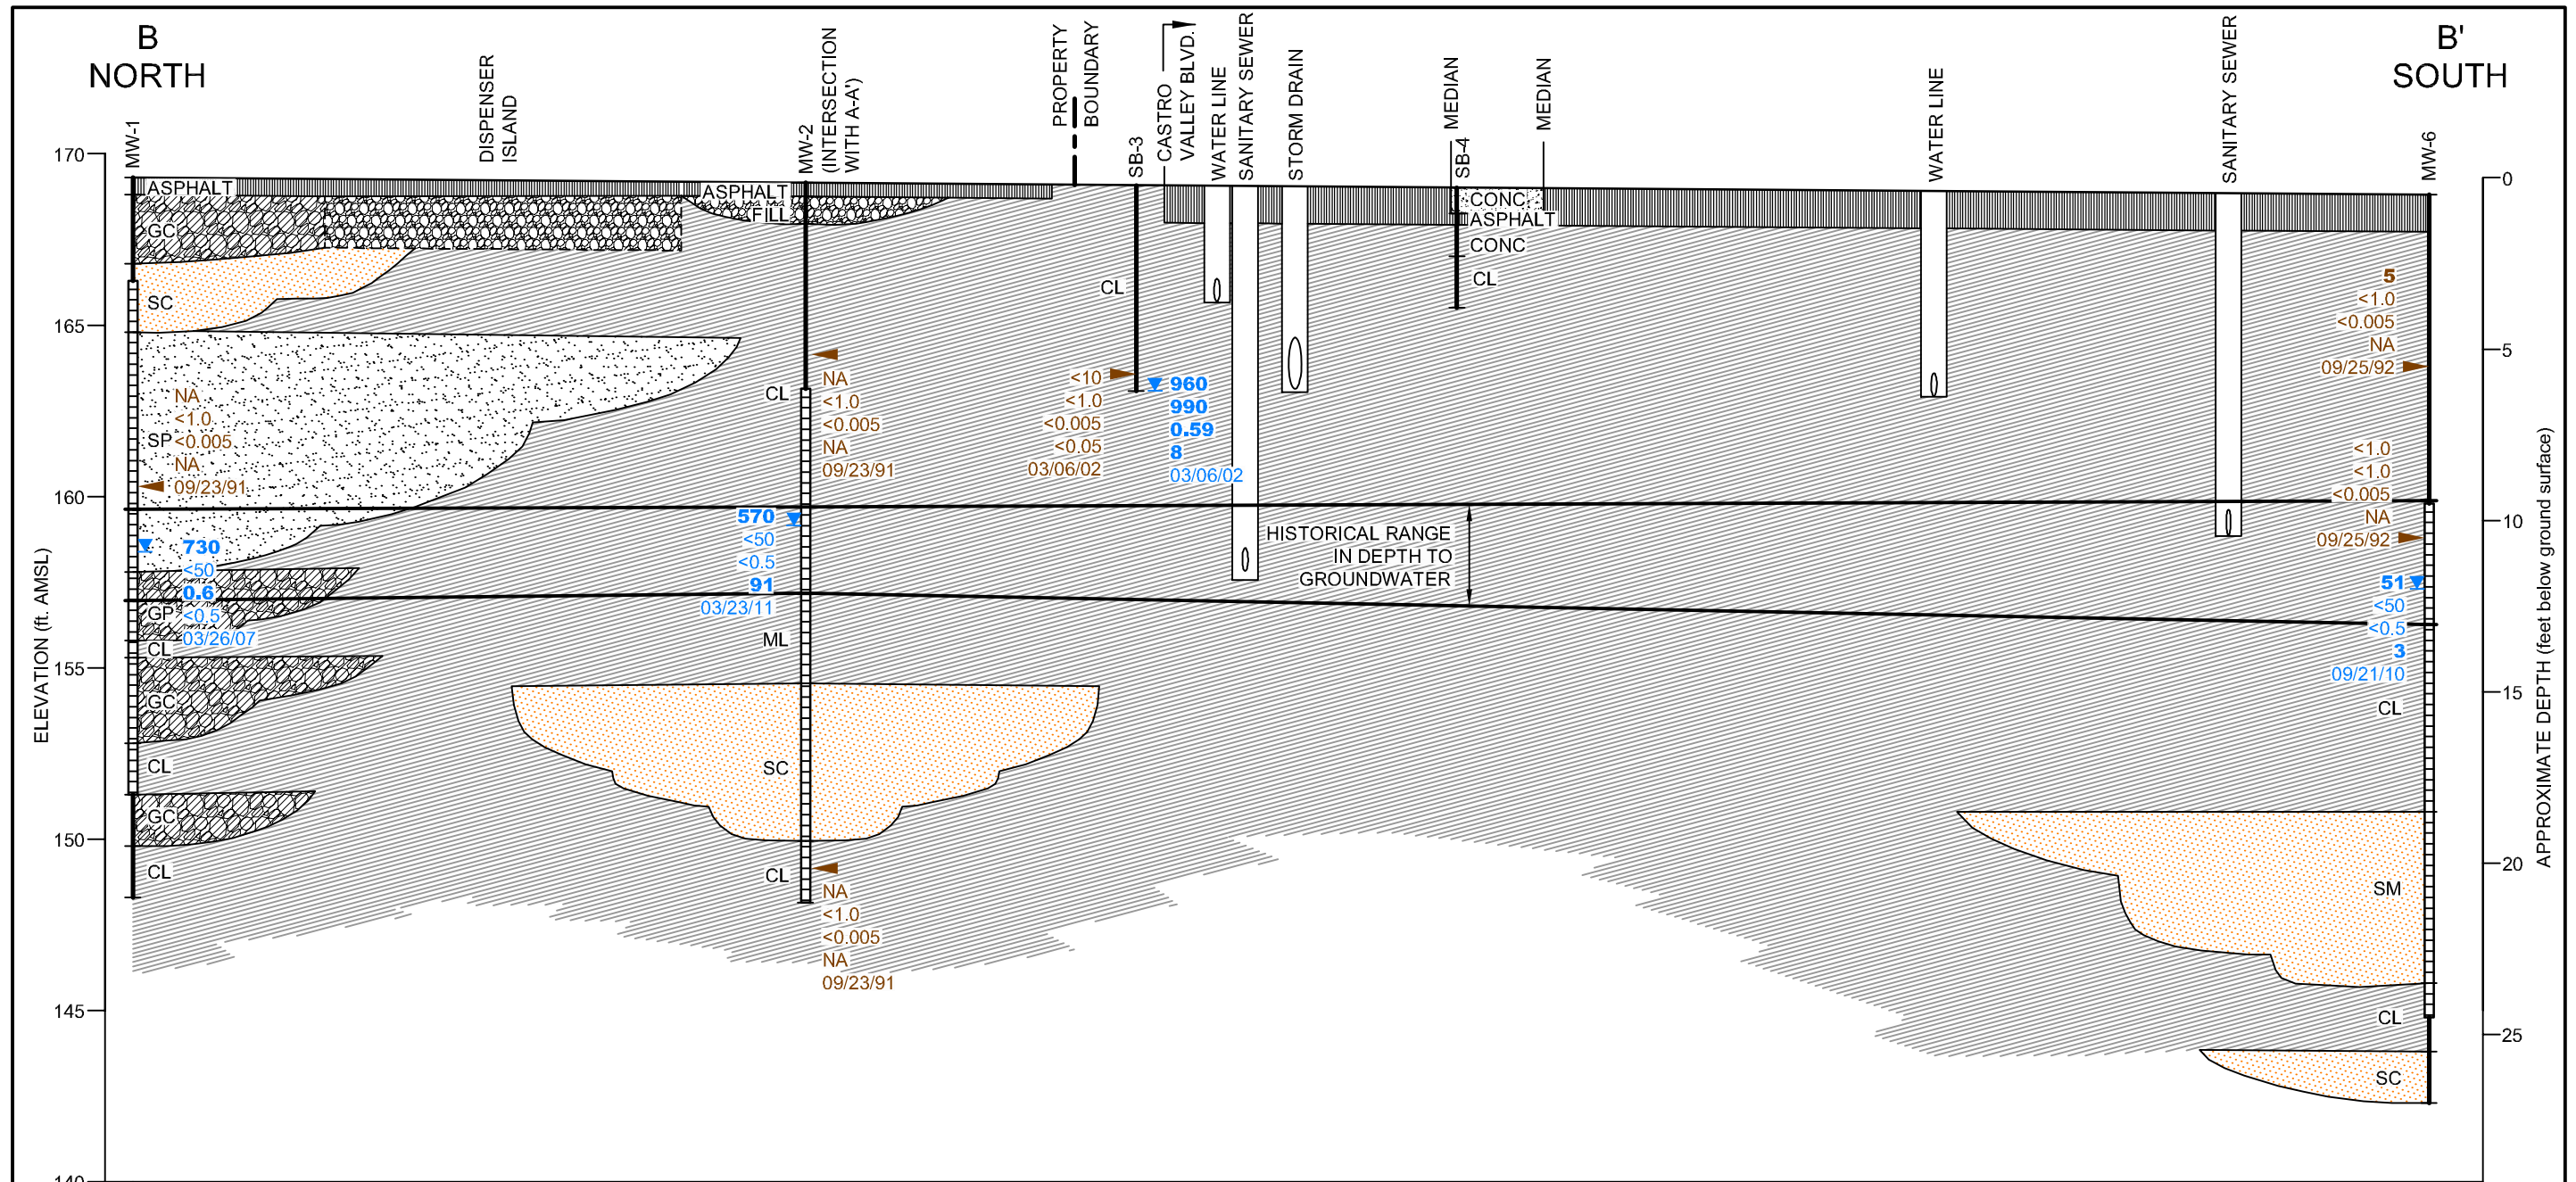 B
NORTH
B'
SOUTH
MW-1
DISPENSER
ISLAND
MW-2
(INTERSECTION
WITH A-A')
PROPERTY
BOUNDARY
SB-3
CASTRO
VALLEY BLVD.
WATER LINE
SANITARY SEWER
STORM DRAIN
MEDIAN
SB-4
MEDIAN
WATER LINE
SANITARY SEWER
MW-6
ELEVATION (ft. AMSL)
170
165
160
155
150
145
140
APPROXIMATE DEPTH (feet below ground surface)
0
5
10
15
20
25
ASPHALT
GC
SC
NA
<1.0
SP
<0.005
NA
09/23/91
730
<50
0.6
GP
<0.5
03/26/07
CL
GC
CL
GC
CL
ASPHALT
FILL
CL
NA
<1.0
<0.005
NA
09/23/91
570
<50
<0.5
91
03/23/11
ML
SC
CL
NA
<1.0
<0.005
NA
09/23/91
CL
<10
<1.0
<0.005
<0.05
03/06/02
960
990
0.59
8
03/06/02
CONC
ASPHALT
CONC
CL
HISTORICAL RANGE
IN DEPTH TO
GROUNDWATER
5
<1.0
<0.005
NA
09/25/92
<1.0
<1.0
<0.005
NA
09/25/92
51
<50
<0.5
3
09/21/10
CL
SM
CL
SC